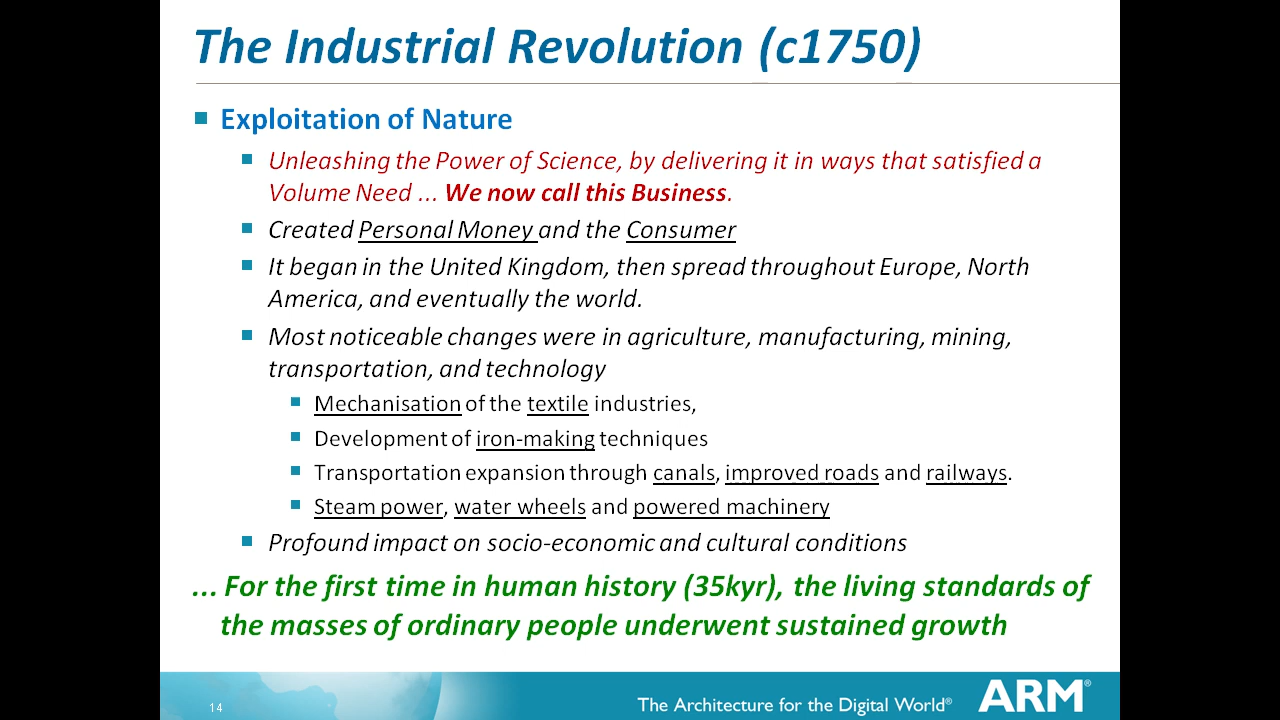 The Industrial Revolution (c1750)
Exploitation of Nature
Unleashing the Power of Science, by delivering it in ways that satisfied a
Volume Need ... We now call this Business.
Created Personal Money and the Consumer
It began in the United Kingdom, then spread throughout Europe, North
America, and eventually the world.
Most noticeable changes were in agriculture, manufacturing, mining,
transportation, and technology
Mechanisation of the textile industries,
Development of iron-making techniques
Transportation expansion through canals, improved roads and railways.
Steam power, water wheels and powered machinery
Profound impact on socio-economic and cultural conditions
... For the first time in human history (35kyr), the living standards of
the masses of ordinary people underwent sustained growth
14
The Architecture for the Digital World®
ARM®